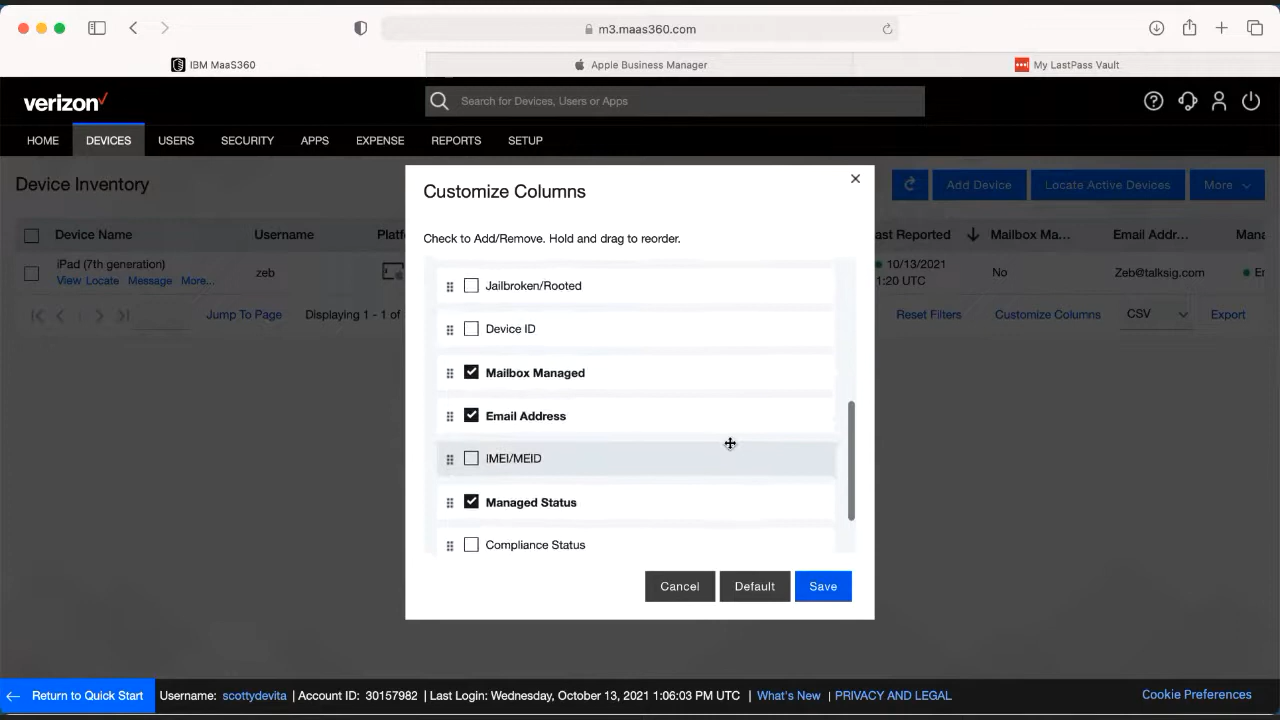 m3.maas360.com
IBM MaaS360
Apple Business Manager
My LastPass Vault
verizon
Search for Devices, Users or Apps
HOME DEVICES USERS SECURITY APPS EXPENSE REPORTS SETUP
Device Inventory
Add Device Locate Active Devices More
Device Name Username Platf ast Reported Mailbox Ma... Email Addr... Mana
iPad (7th generation) zeb 10/13/2021 No Zeb@talksig.com Er
View Locate Message More... 1:20 UTC
Jump To Page Displaying 1 - 1 of Reset Filters Customize Columns CSV Export
Customize Columns
Check to Add/Remove. Hold and drag to reorder.
Jailbroken/Rooted
Device ID
Mailbox Managed
Email Address
IMEI/MEID
Managed Status
Compliance Status
Cancel Default Save
Return to Quick Start Username: scottydevita | Account ID: 30157982 | Last Login: Wednesday, October 13, 2021 1:06:03 PM UTC | What's New | PRIVACY AND LEGAL Cookie Preferences